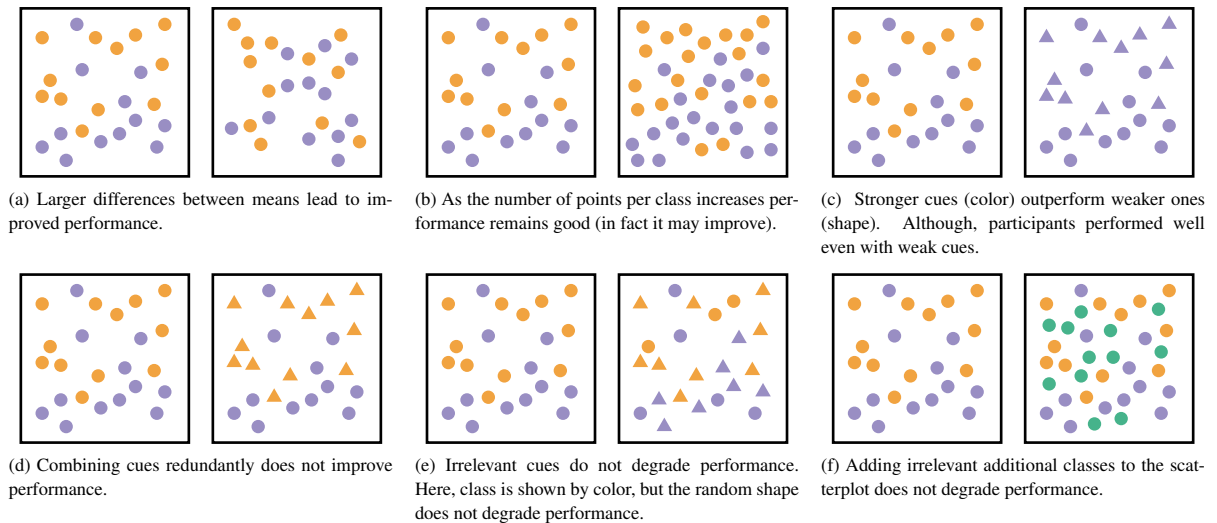 (a) Larger differences between means lead to im-
proved performance.
(b) As the number of points per class increases per-
formance remains good (in fact it may improve).
(c) Stronger cues (color) outperform weaker ones
(shape). Although, participants performed well
even with weak cues.
(d) Combining cues redundantly does not improve
performance.
(e) Irrelevant cues do not degrade performance.
Here, class is shown by color, but the random shape
does not degrade performance.
(f) Adding irrelevant additional classes to the scat-
terplot does not degrade performance.